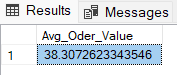 Results Messages
Avg_Oder_Value
1 38.3072623343546